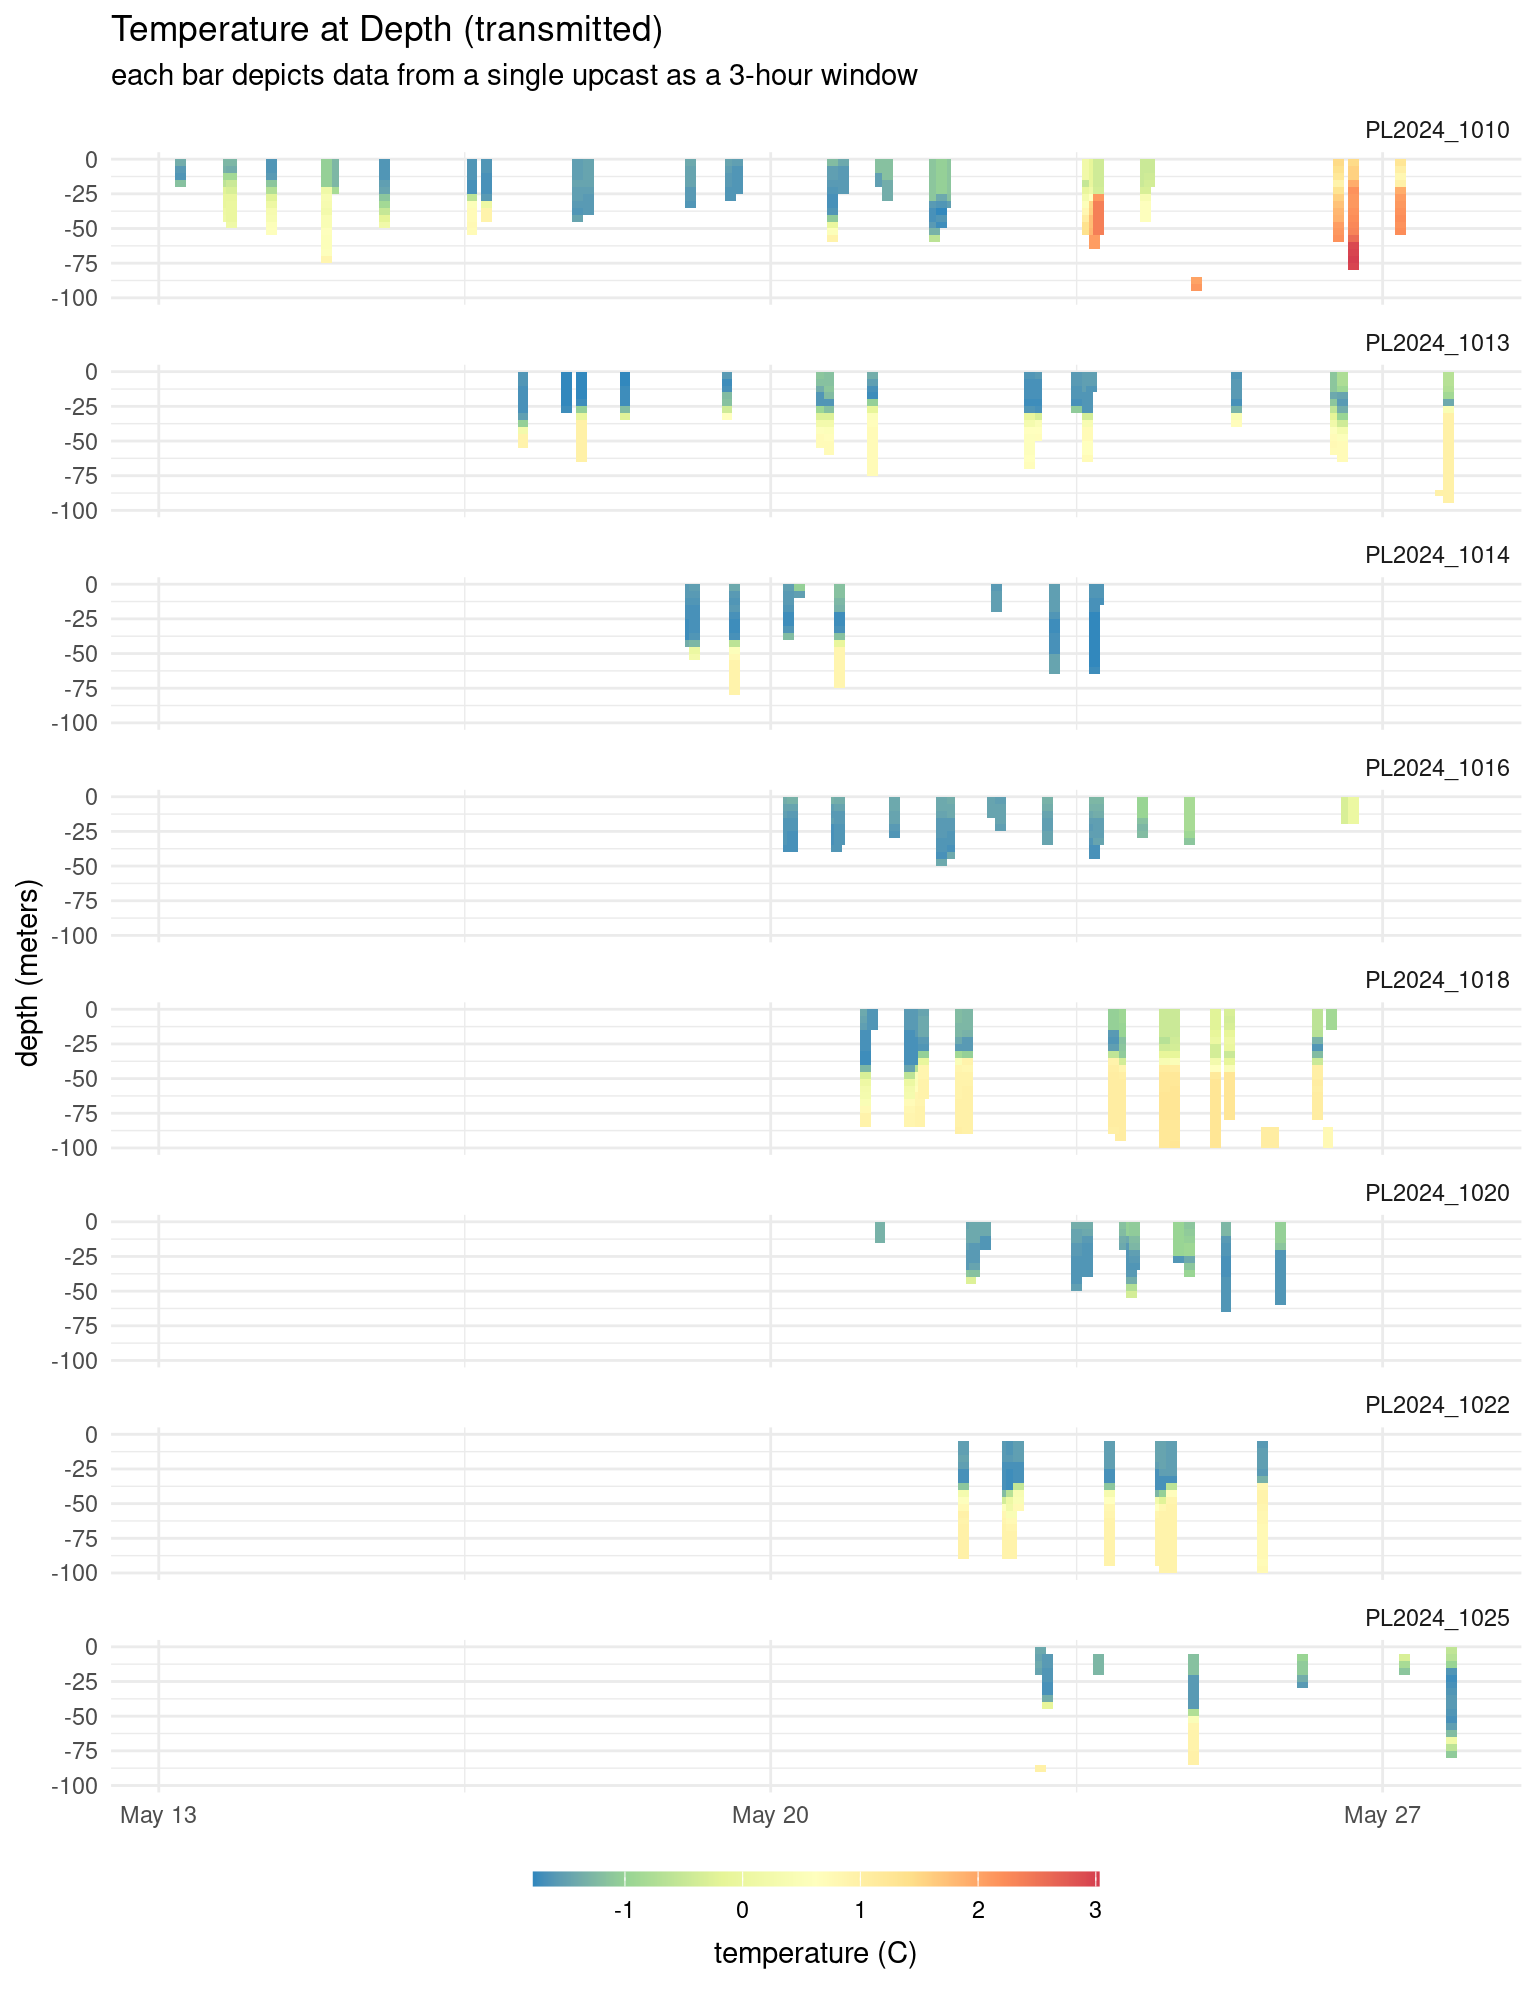 Temperature at Depth (transmitted)
each bar depicts data from a single upcast as a 3-hour window
PL2024_1010
0
-25
-50
-75
-100
PL2024_1013
0
-25
-50
-75
-100
PL2024_1014
0
-25
-50
-75
-100
PL2024_1016
0
-25
-50
-75
-100
PL2024_1018
0
-25
-50
-75
-100
PL2024_1020
0
-25
-50
-75
-100
PL2024_1022
0
-25
-50
-75
-100
PL2024_1025
0
-25
-50
-75
-100
depth (meters)
May 13 May 20 May 27
-1 0 1 2 3
temperature (C)